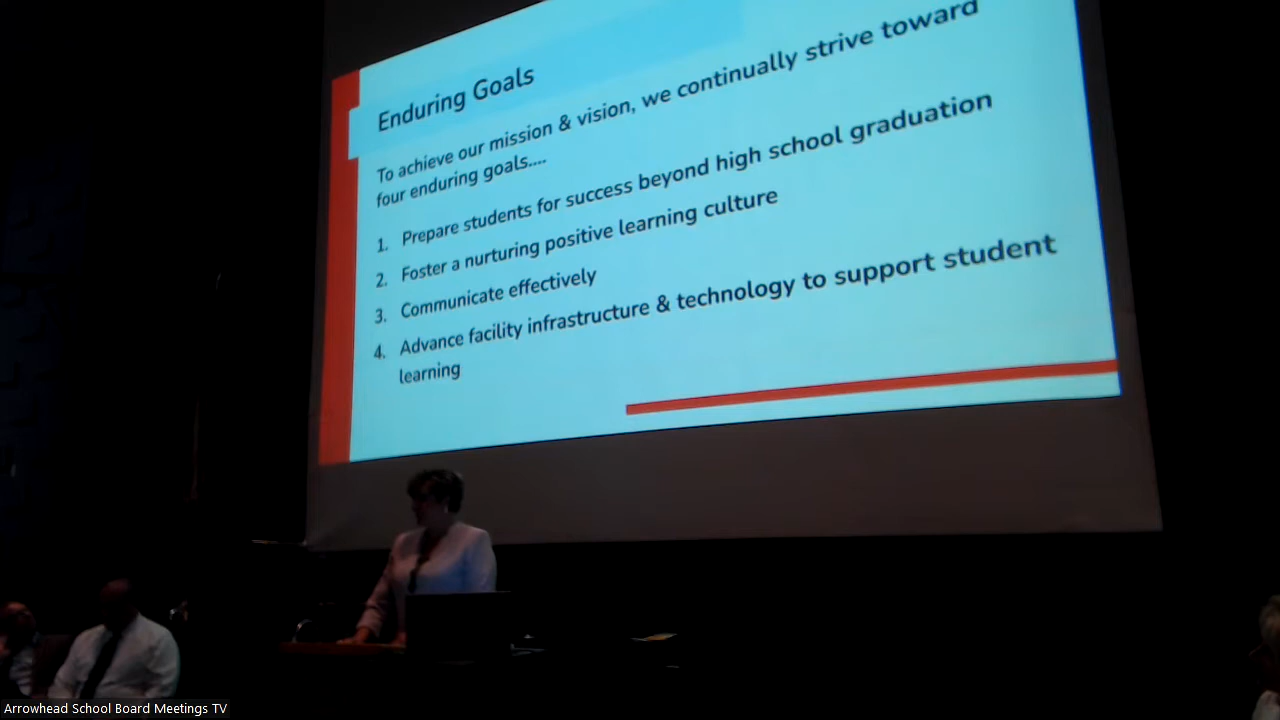 Enduring Goals
To achieve our mission & vision, we continually strive toward
four enduring goals....
1. Prepare students for success beyond high school graduation
2. Foster a nurturing positive learning culture
3. Communicate effectively
4. Advance facility infrastructure & technology to support student
learning
Arrowhead School Board Meetings TV